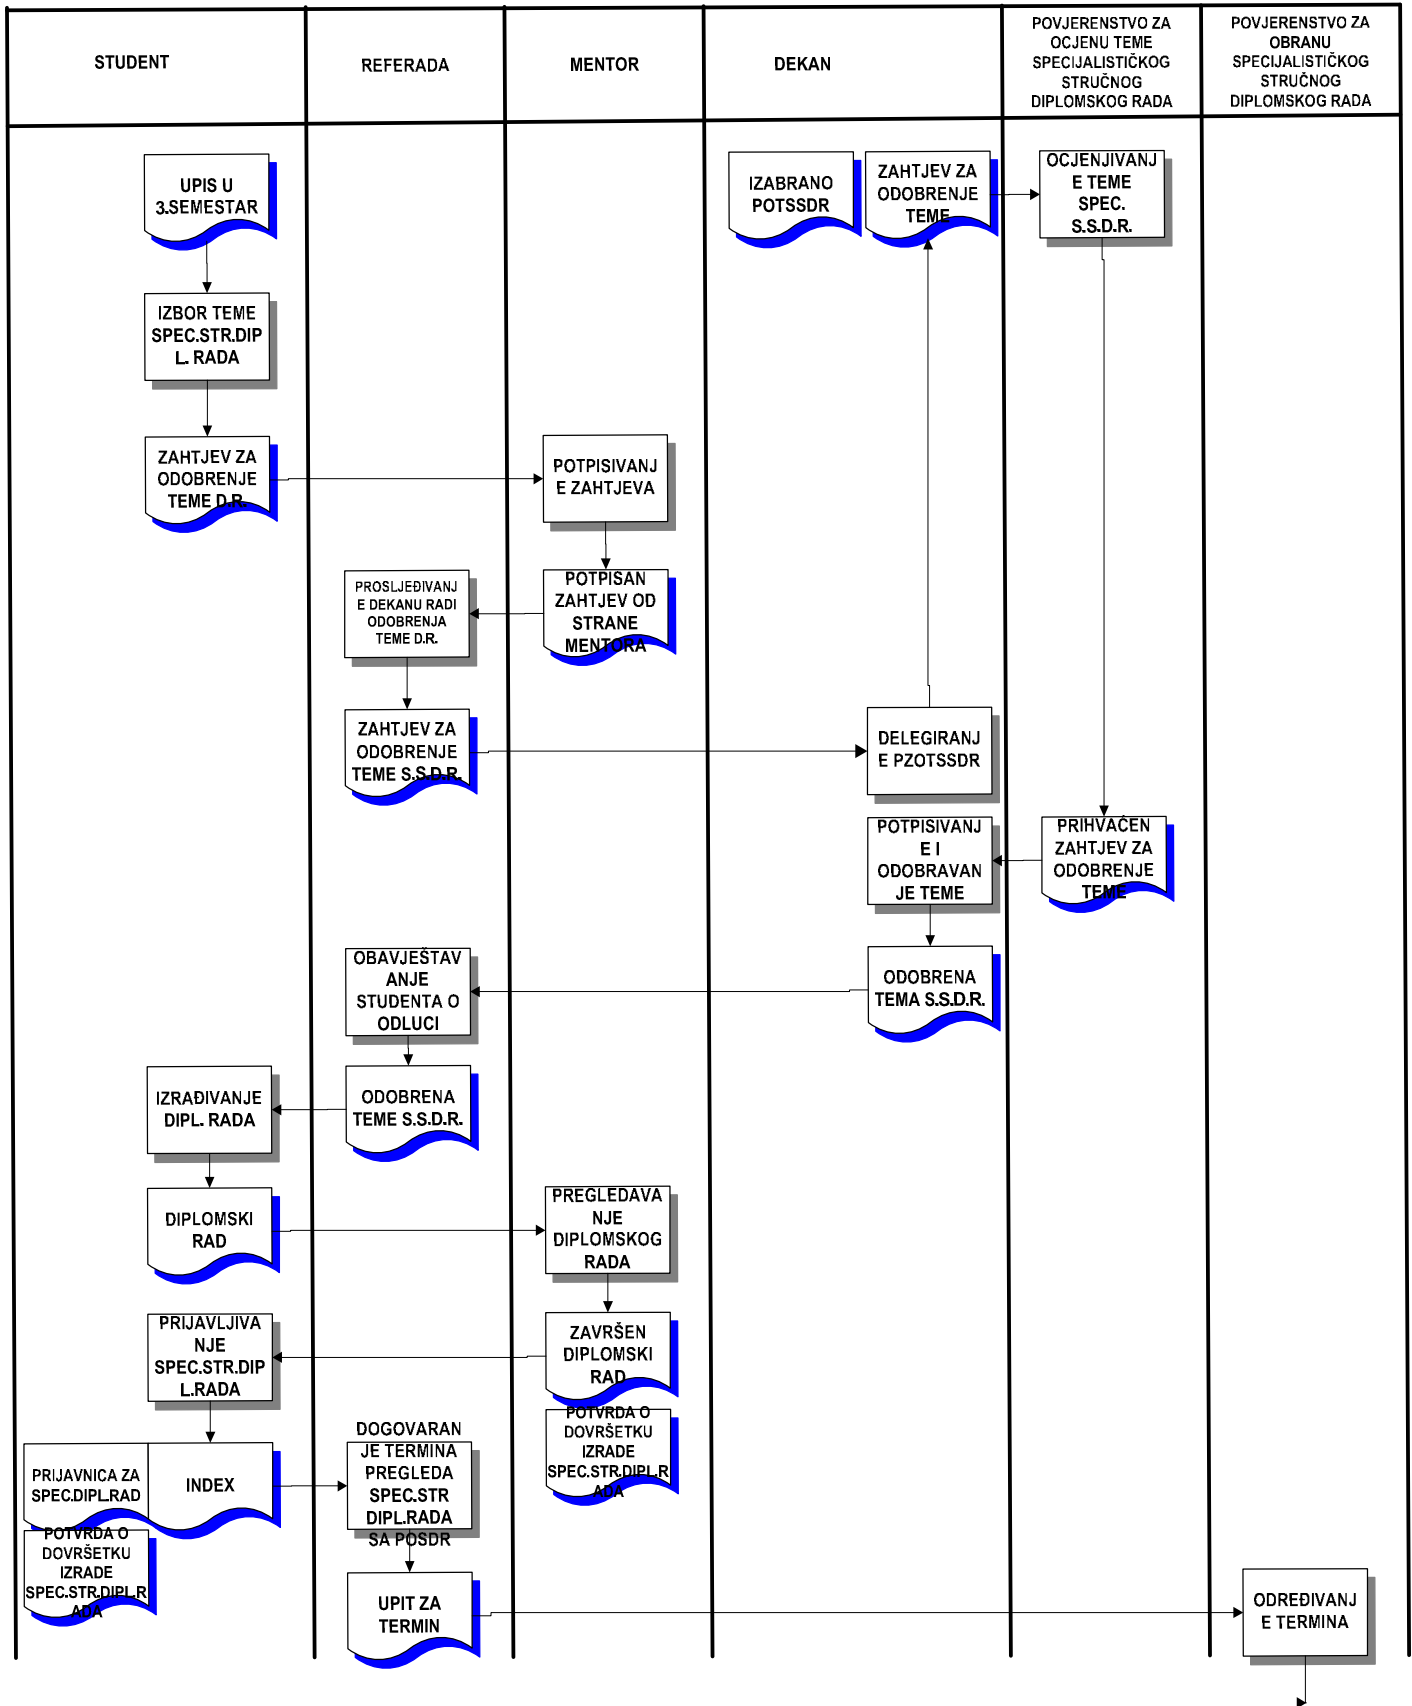 STUDENT
REFERADA
MENTOR
DEKAN
POVJERENSTVO ZA
OCJENU TEME
SPECIJALISTIČKOG
STRUČNOG
DIPLOMSKOG RADA
POVJERENSTVO ZA
OBRANU
SPECIJALISTIČKOG
STRUČNOG
DIPLOMSKOG RADA
UPIS U
3.SEMESTAR
IZABRANO
POTSSDR
ZAHTJEV ZA
ODOBRENJE
TEME
OCJENJIVANJ
E TEME
SPEC.
S.S.D.R.
IZBOR TEME
SPEC.STR.DIP
L. RADA
ZAHTJEV ZA
ODOBRENJE
TEME D.R.
POTPISIVANJ
E ZAHTJEVA
PROSLJEĐIVANJ
E DEKANU RADI
ODOBRENJA
TEME D.R.
POTPISAN
ZAHTJEV OD
STRANE
MENTORA
ZAHTJEV ZA
ODOBRENJE
TEME S.S.D.R.
DELEGIRANJ
E PZOTSSDR
POTPISIVANJ
E I
ODOBRAVAN
JE TEME
PRIHVAĆEN
ZAHTJEV ZA
ODOBRENJE
TEME
OBAVJEŠTAV
ANJE
STUDENTA O
ODLUCI
ODOBRENA
TEMA S.S.D.R.
IZRAĐIVANJE
DIPL. RADA
ODOBRENA
TEME S.S.D.R.
DIPLOMSKI
RAD
PREGLEDAVA
NJE
DIPLOMSKOG
RADA
PRIJAVLJIVA
NJE
SPEC.STR.DIP
L.RADA
ZAVRŠEN
DIPLOMSKI
RAD
POTVRDA O
DOVRŠETKU
IZRADE
SPEC.STR.DIPL.R
ADA
PRIJAVNICA ZA
SPEC.DIPL.RAD
INDEX
DOGOVARAN
JE TERMINA
PREGLEDA
SPEC.STR
DIPL.RADA
SA POSDR
POTVRDA O
DOVRŠETKU
IZRADE
SPEC.STR.DIPL.R
ADA
UPIT ZA
TERMIN
ODREĐIVANJ
E TERMINA